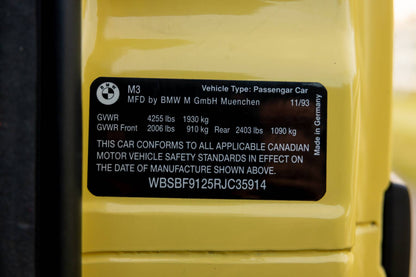 BMW
M3 Vehicle Type: Passengar Car
MFD by BMW M GmbH Muenchen 11/93
GVWR 4255 lbs 1930 kg
GVWR Front 2006 lbs 910 kg Rear 2403 lbs 1090 kg
THIS CAR CONFORMS TO ALL APPLICABLE CANADIAN
MOTOR VEHICLE SAFETY STANDARDS IN EFFECT ON
THE DATE OF MANUFACTURE SHOWN ABOVE.
WBSBF9125RJC35914
Made in Germany